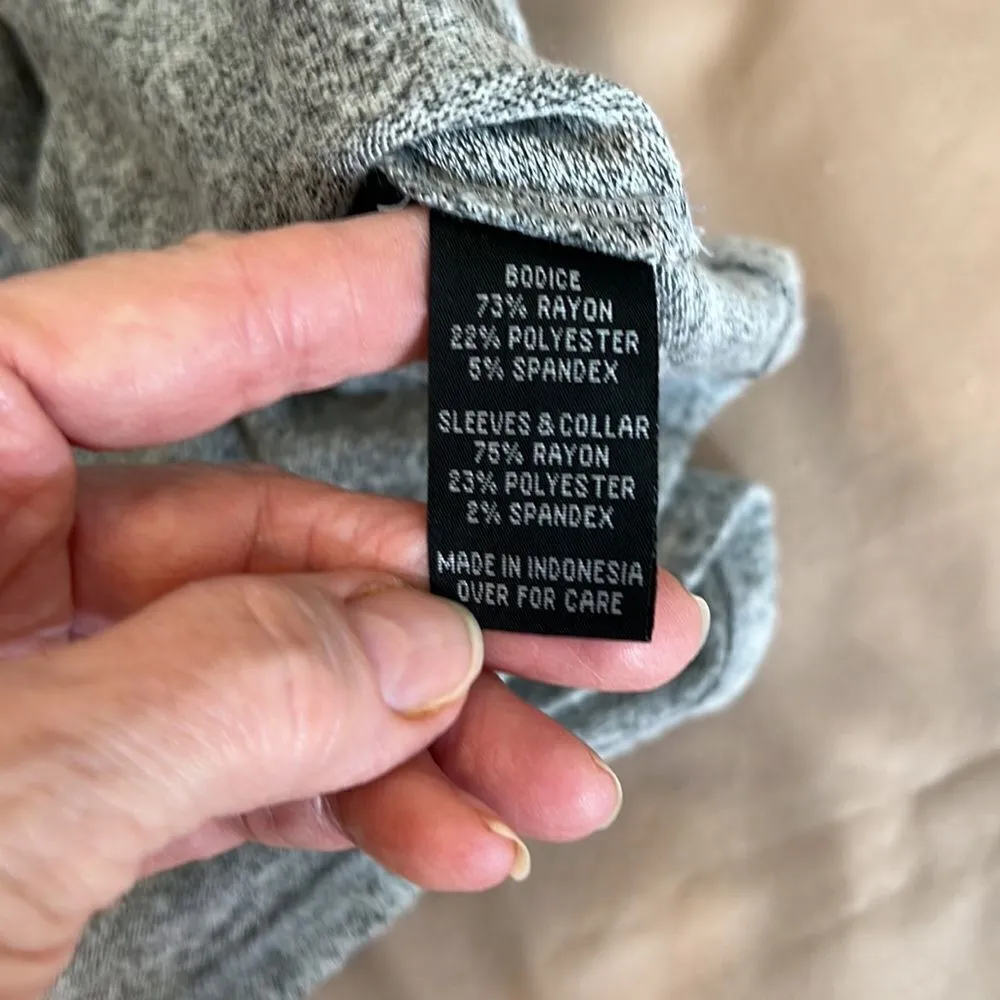 BODICE
73% RAYON
22% POLYESTER
5% SPANDEX
SLEEVES & COLLAR
75% RAYON
23% POLYESTER
2% SPANDEX
MADE IN INDONESIA
OVER FOR CARE